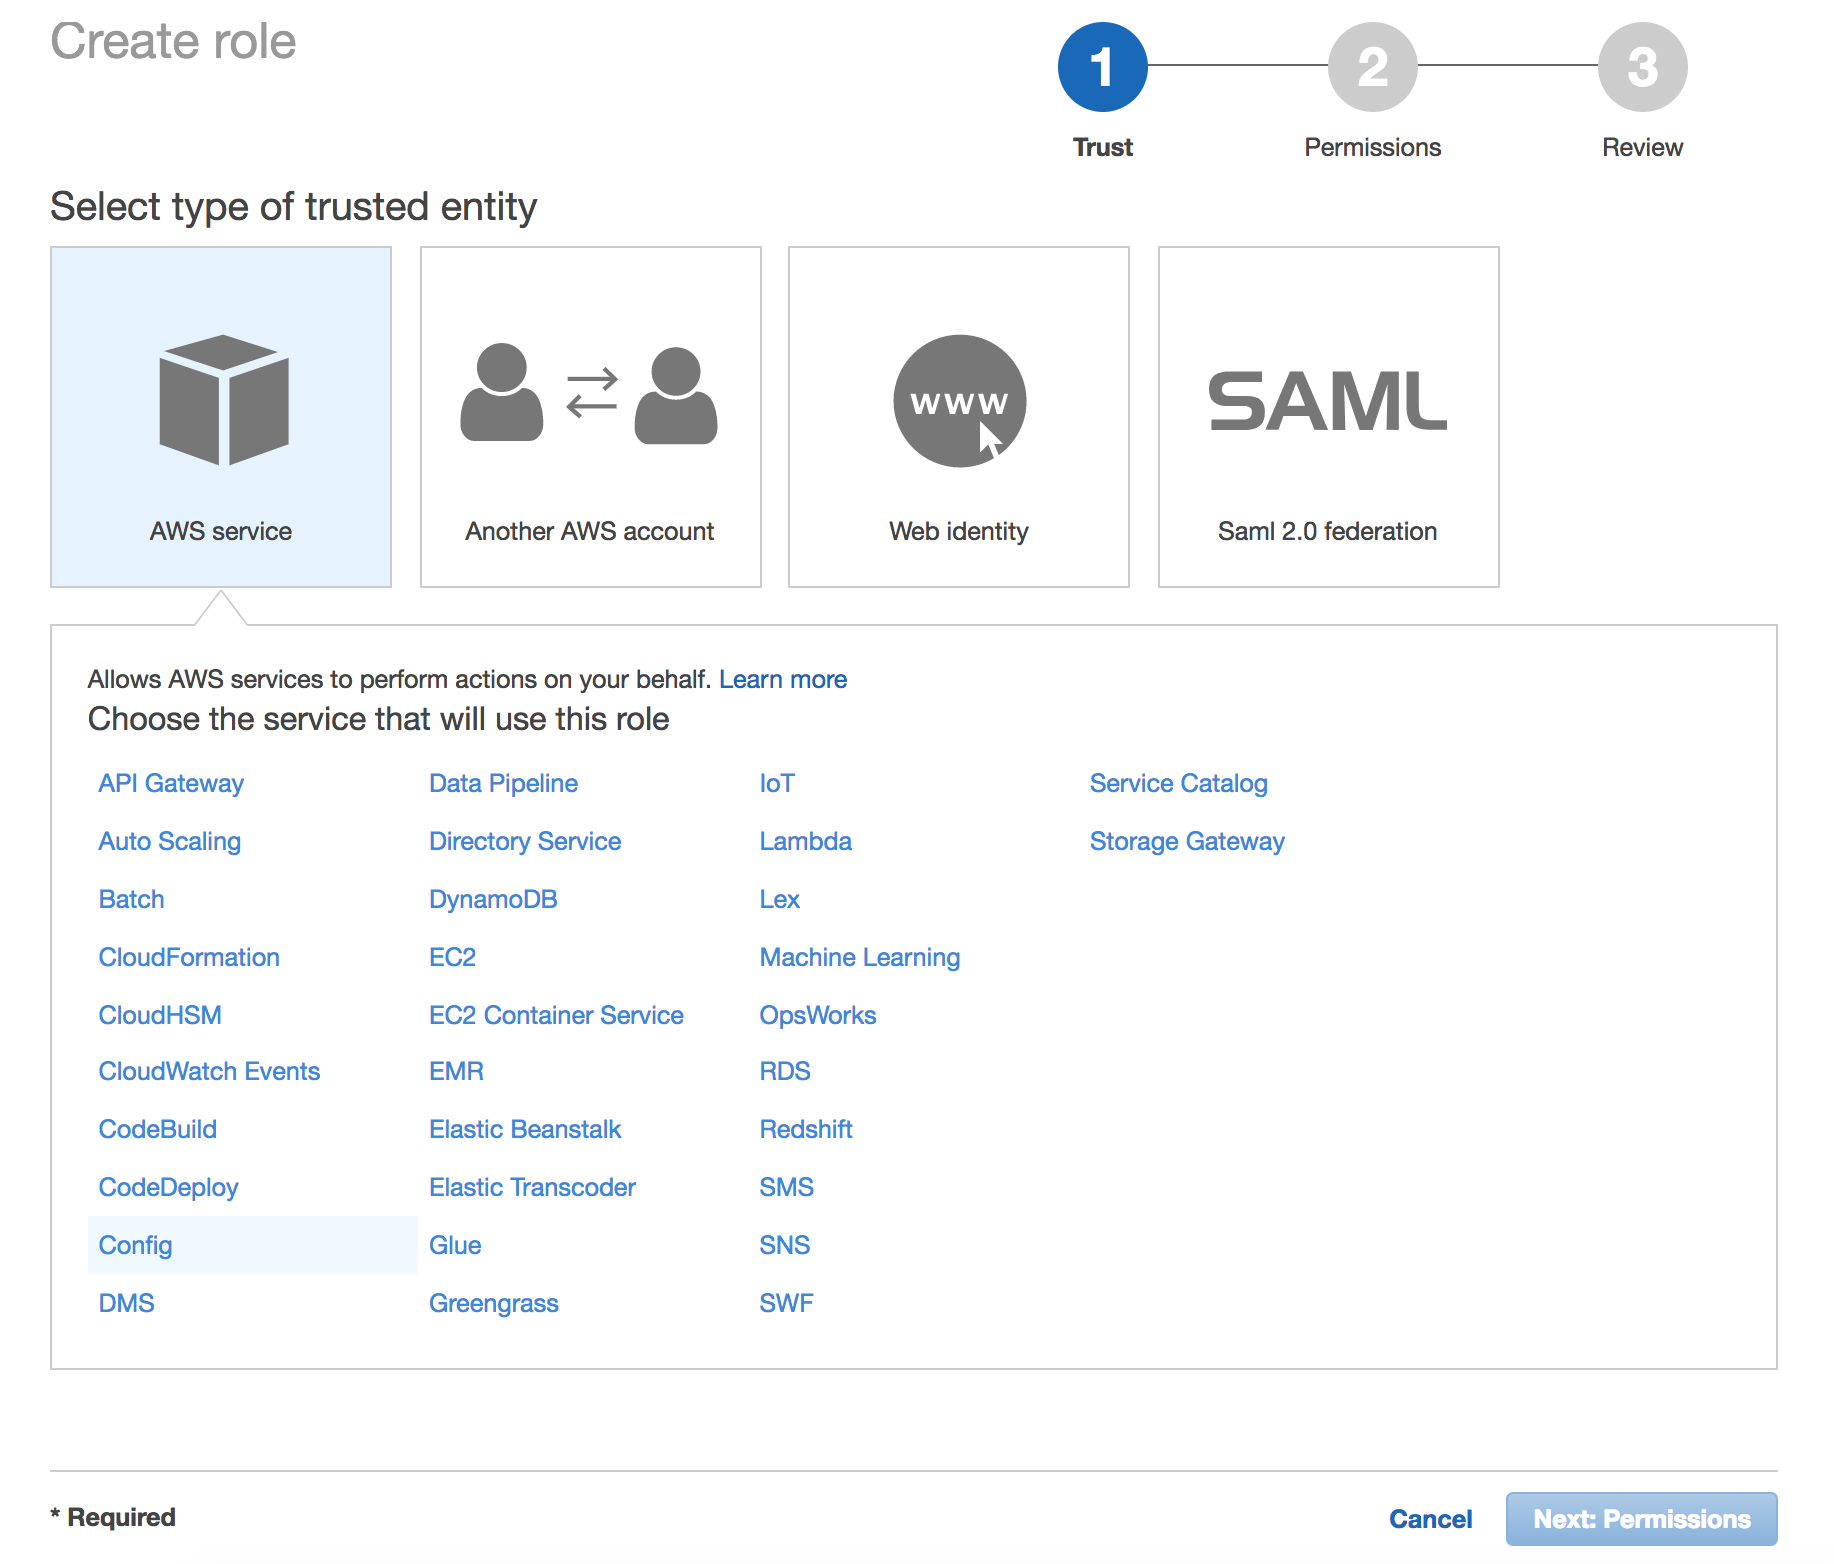 Create role
1
2
3
Trust
Permissions
Review
Select type of trusted entity
www
SAML
AWS service
Another AWS account
Web identity
Saml 2.0 federation
Allows AWS services to perform actions on your behalf. Learn more
Choose the service that will use this role
API Gateway
Data Pipeline
IoT
Service Catalog
Auto Scaling
Directory Service
Lambda
Storage Gateway
Batch
DynamoDB
Lex
CloudFormation
EC2
Machine Learning
CloudHSM
EC2 Container Service
OpsWorks
CloudWatch Events
EMR
RDS
CodeBuild
Elastic Beanstalk
Redshift
CodeDeploy
Elastic Transcoder
SMS
Config
Glue
SNS
DMS
Greengrass
SWF
* Required
Cancel
Next: Permissions